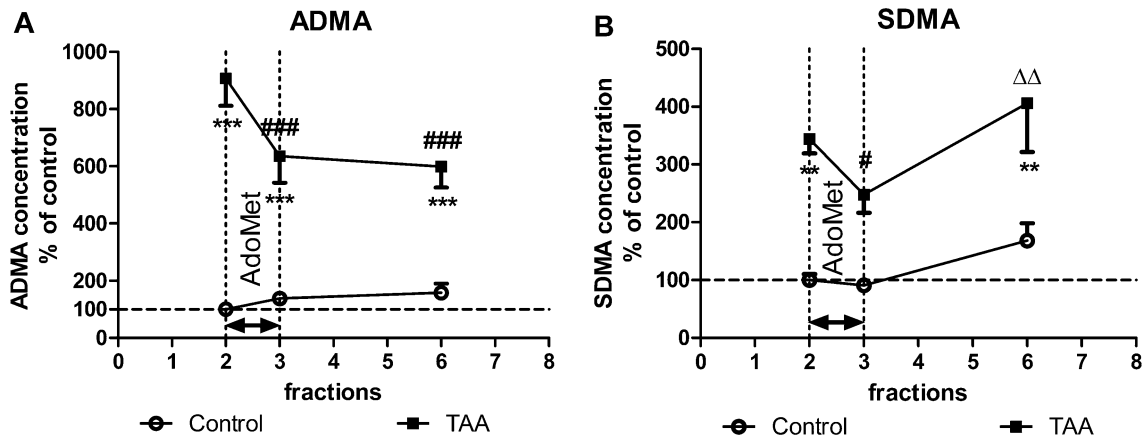 A
ADMA
ADMA concentration
% of control
1000
800
600
400
200
100
0
***
###
***
###
***
AdoMet
0 1 2 3 4 5 6 7 8
fractions
Control TAA
B
SDMA
SDMA concentration
% of control
500
400
300
200
100
0
**
#
ΔΔ
**
AdoMet
0 1 2 3 4 5 6 7 8
fractions
Control TAA